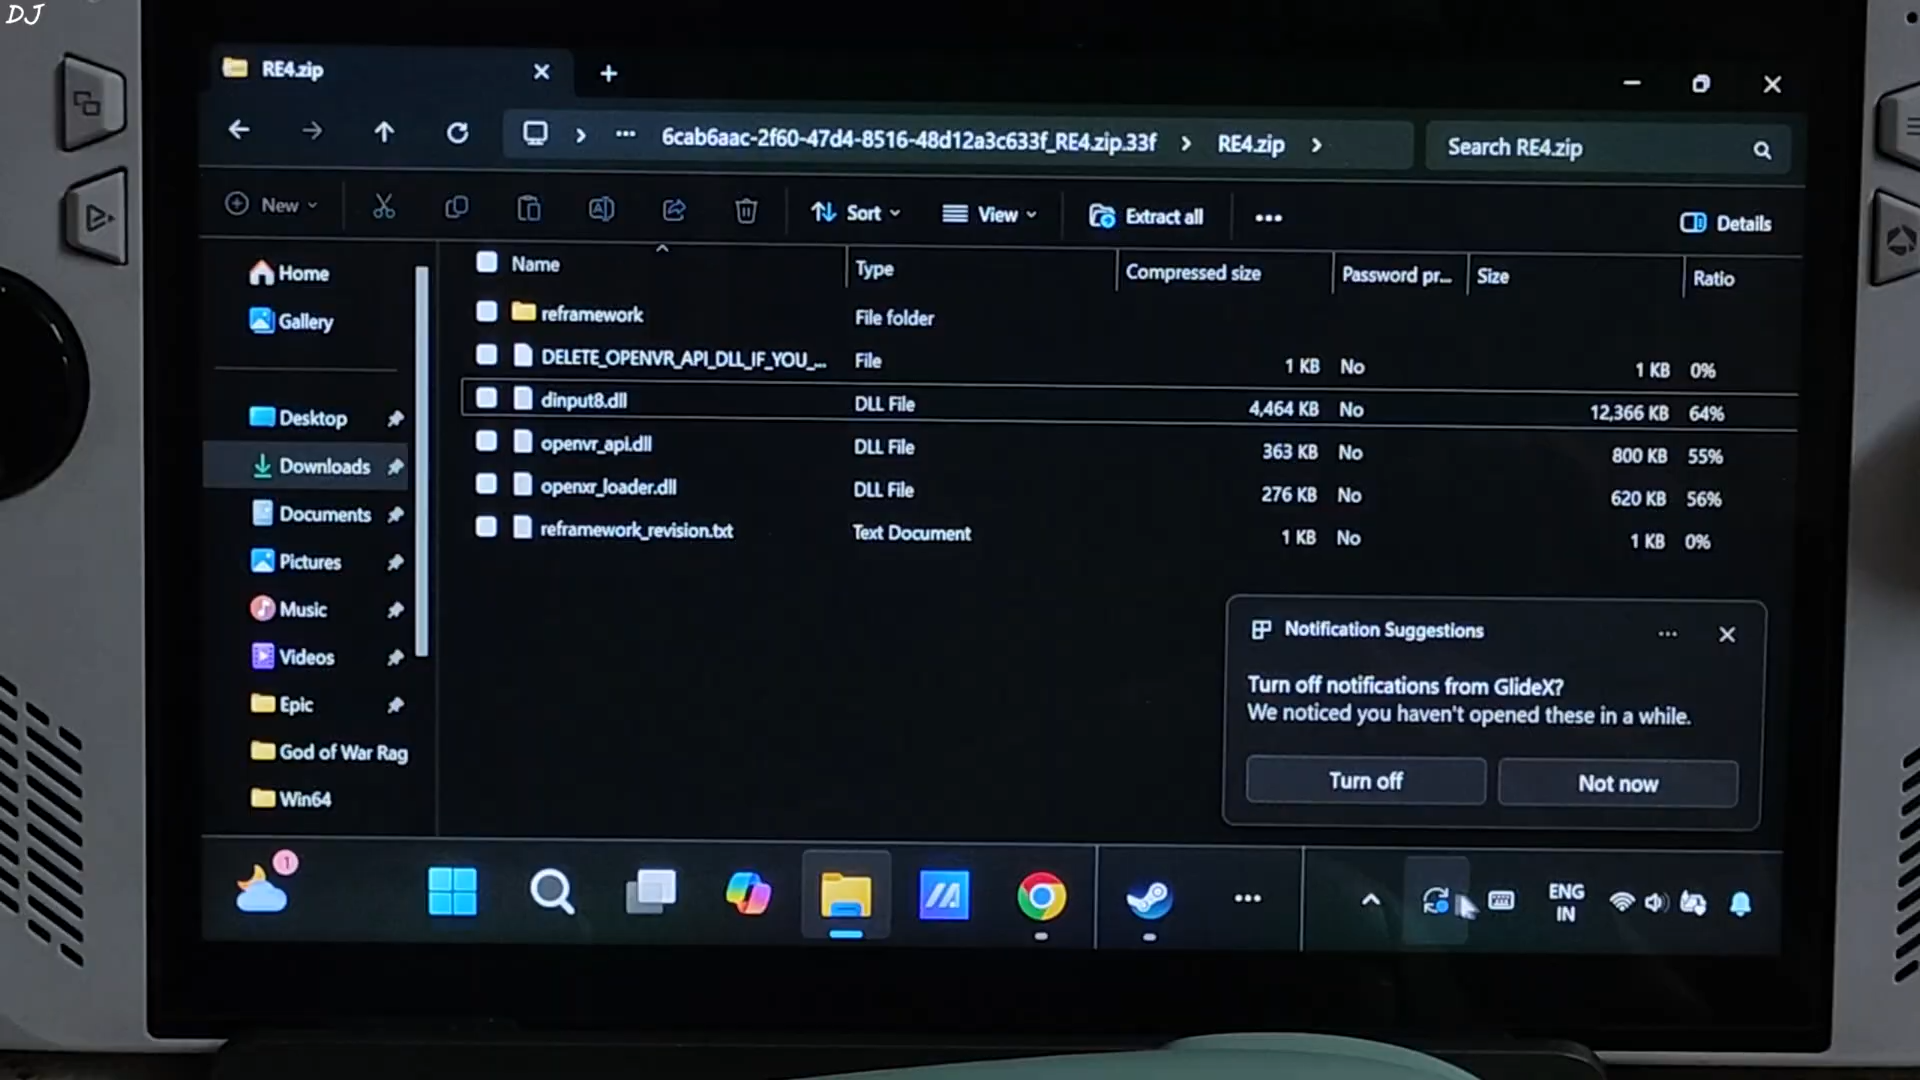 DJ
RE4.zip
6cab6aac-2f60-47d4-8516-48d12a3c633f_RE4.zip.33f
RE4.zip
Search RE4.zip
New
Sort
View
Extract all
Details
Name
Type
Compressed size
Password pr...
Size
Ratio
reframework
File folder
DELETE_OPENVR_API_DLL_IF_YOU_...
File
1 KB
No
1 KB
0%
dinput8.dll
DLL File
4,464 KB
No
12,366 KB
64%
openvr_api.dll
DLL File
363 KB
No
800 KB
55%
openxr_loader.dll
DLL File
276 KB
No
620 KB
56%
reframework_revision.txt
Text Document
1 KB
No
1 KB
0%
Home
Gallery
Desktop
Downloads
Documents
Pictures
Music
Videos
Epic
God of War Rag
Win64
Notification Suggestions
Turn off notifications from GlideX?
We noticed you haven't opened these in a while.
Turn off
Not now
1
ENG
IN